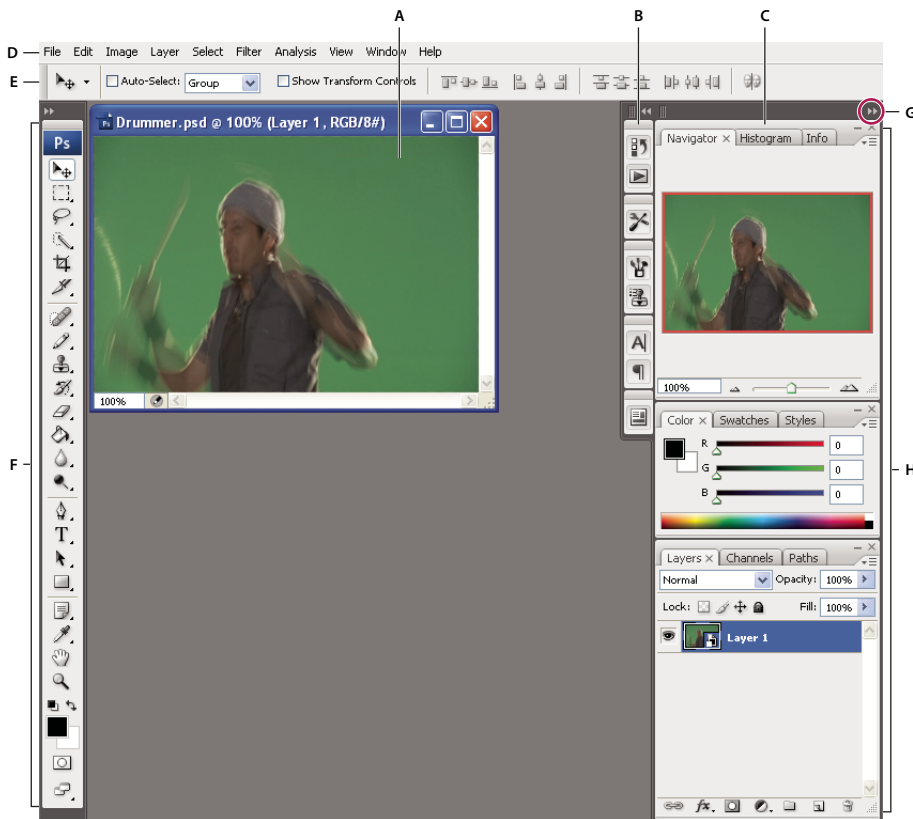 A B C
D File Edit Image Layer Select Filter Analysis View Window Help
E Auto-Select: Group Show Transform Controls
G
Ps
Drummer.psd @ 100% (Layer 1, RGB/8#)
100%
F
Navigator × Histogram Info
100%
Color × Swatches Styles
R 0
G 0
B 0
H
Layers × Channels Paths
Normal Opacity: 100%
Lock: Fill: 100%
Layer 1
fx.